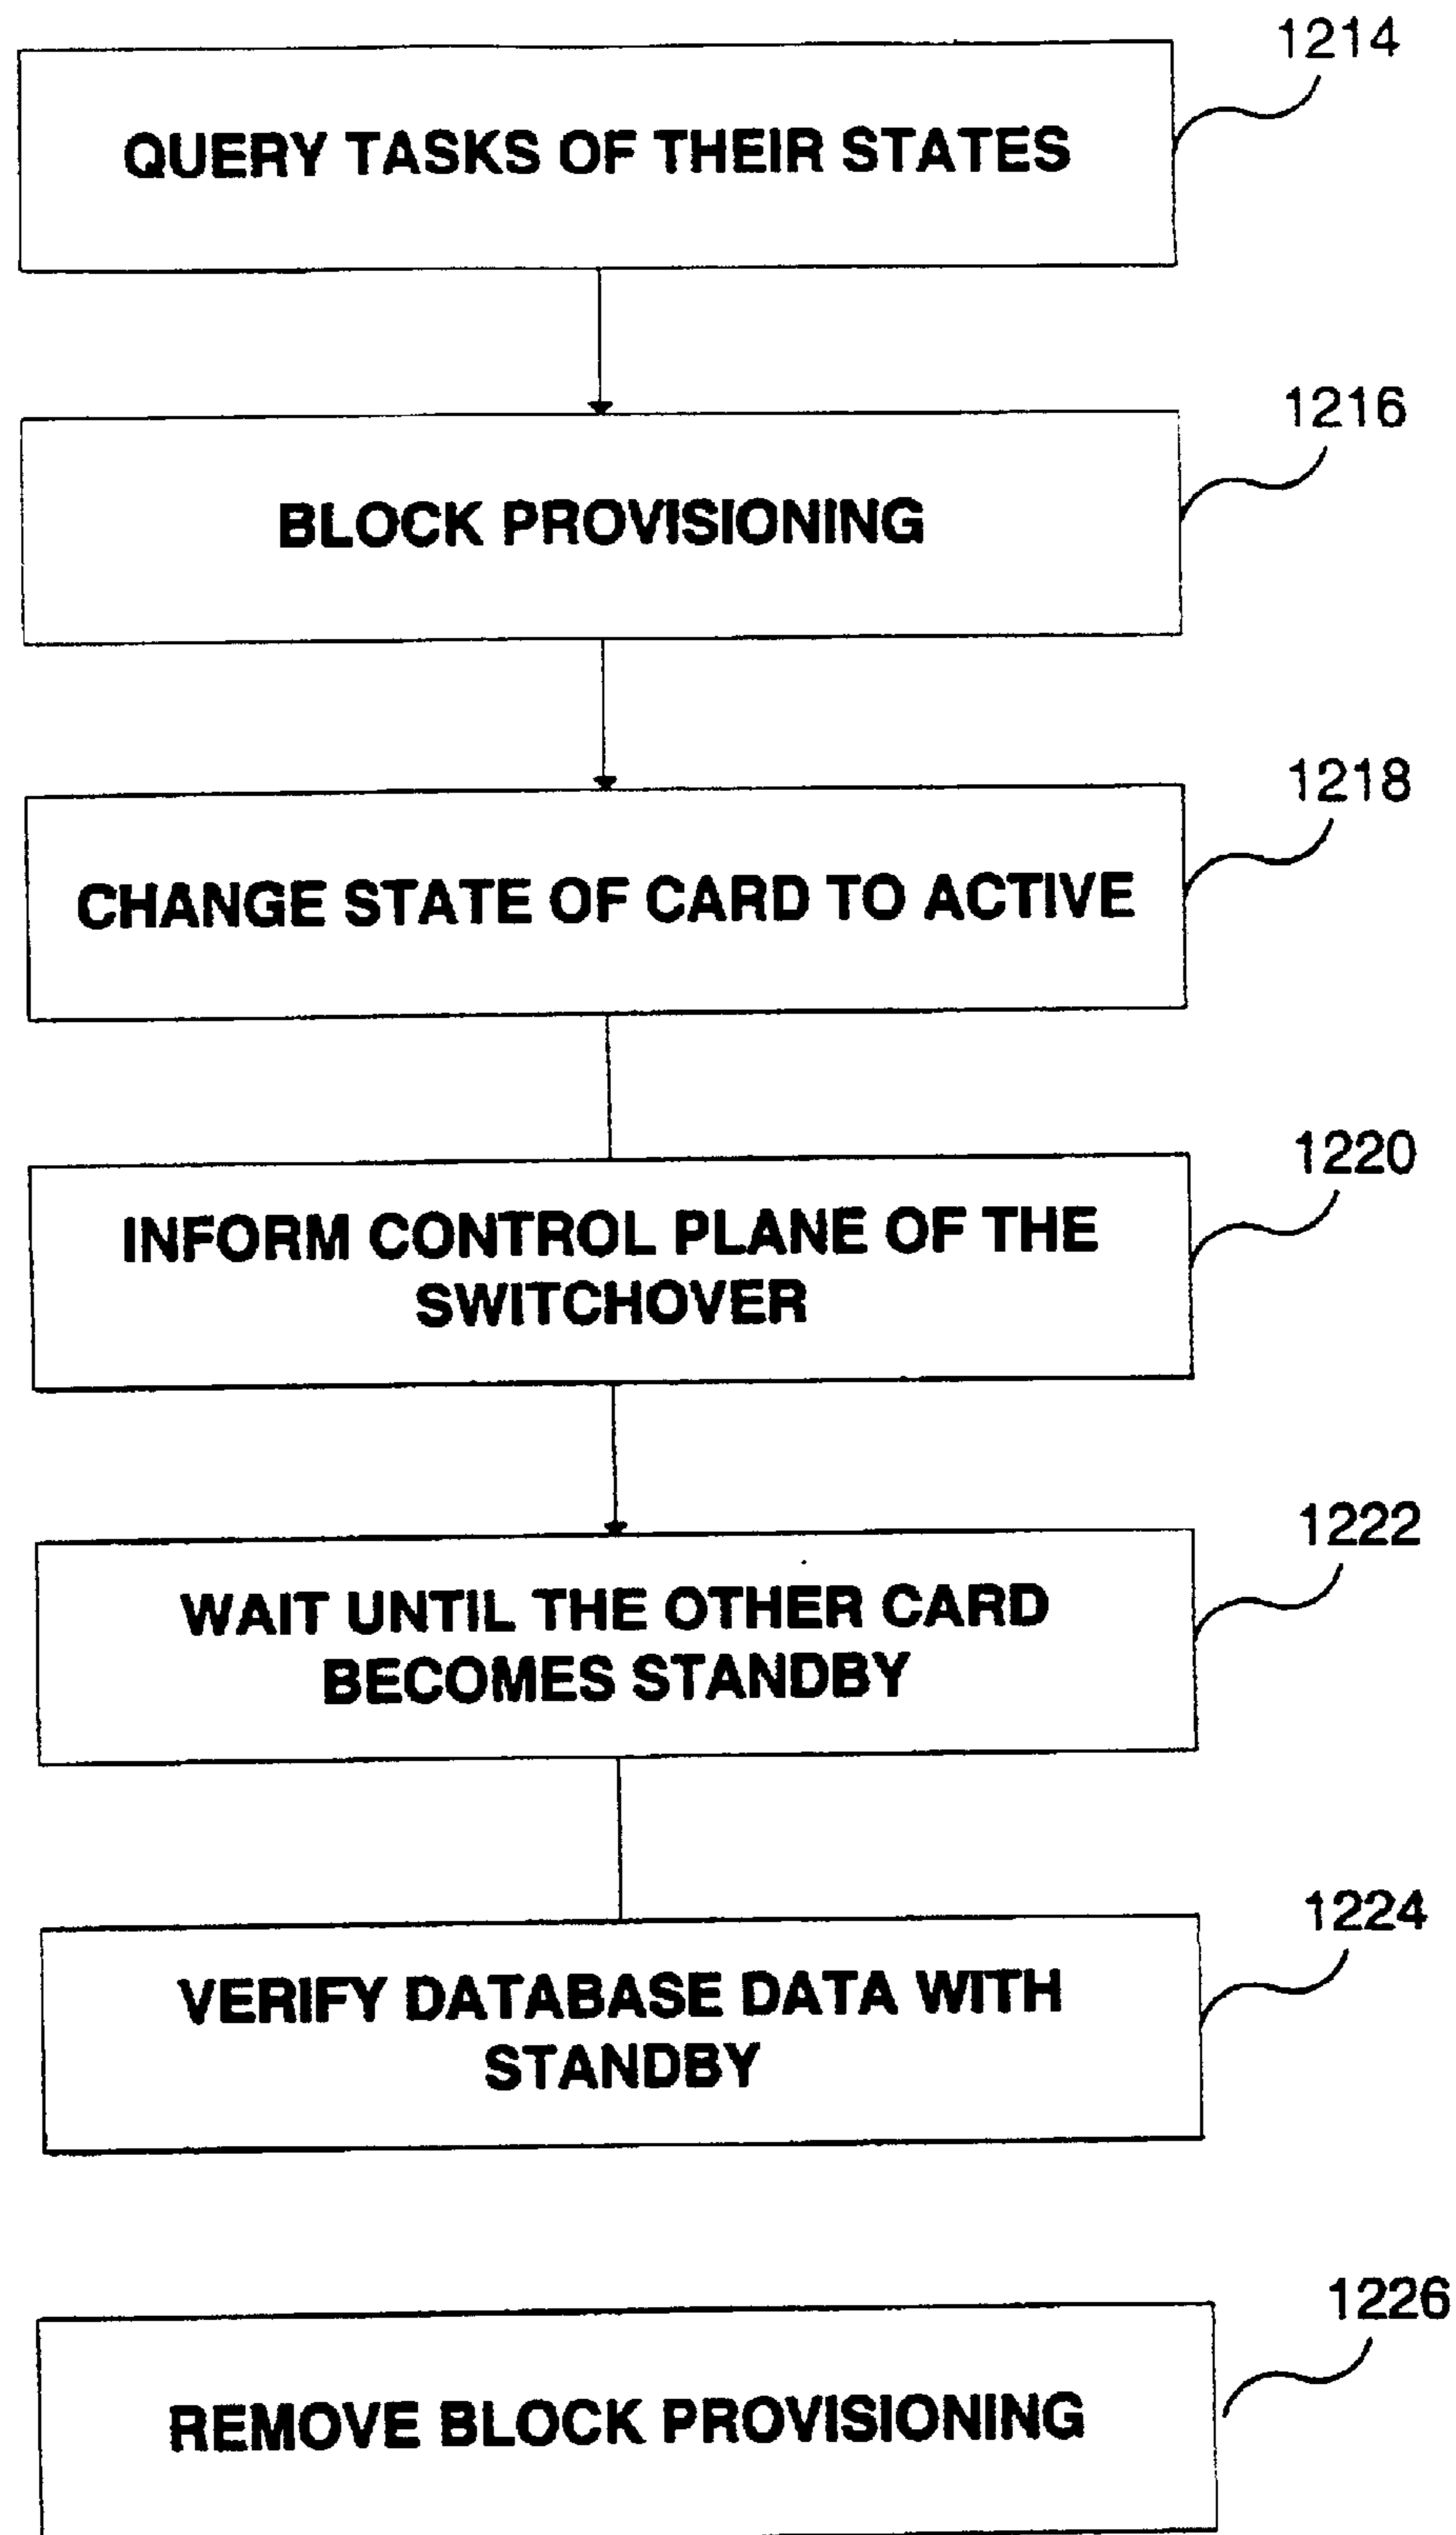 1214
QUERY TASKS OF THEIR STATES
1216
BLOCK PROVISIONING
1218
CHANGE STATE OF CARD TO ACTIVE
1220
INFORM CONTROL PLANE OF THE
SWITCHOVER
1222
WAIT UNTIL THE OTHER CARD
BECOMES STANDBY
1224
VERIFY DATABASE DATA WITH
STANDBY
1226
REMOVE BLOCK PROVISIONING